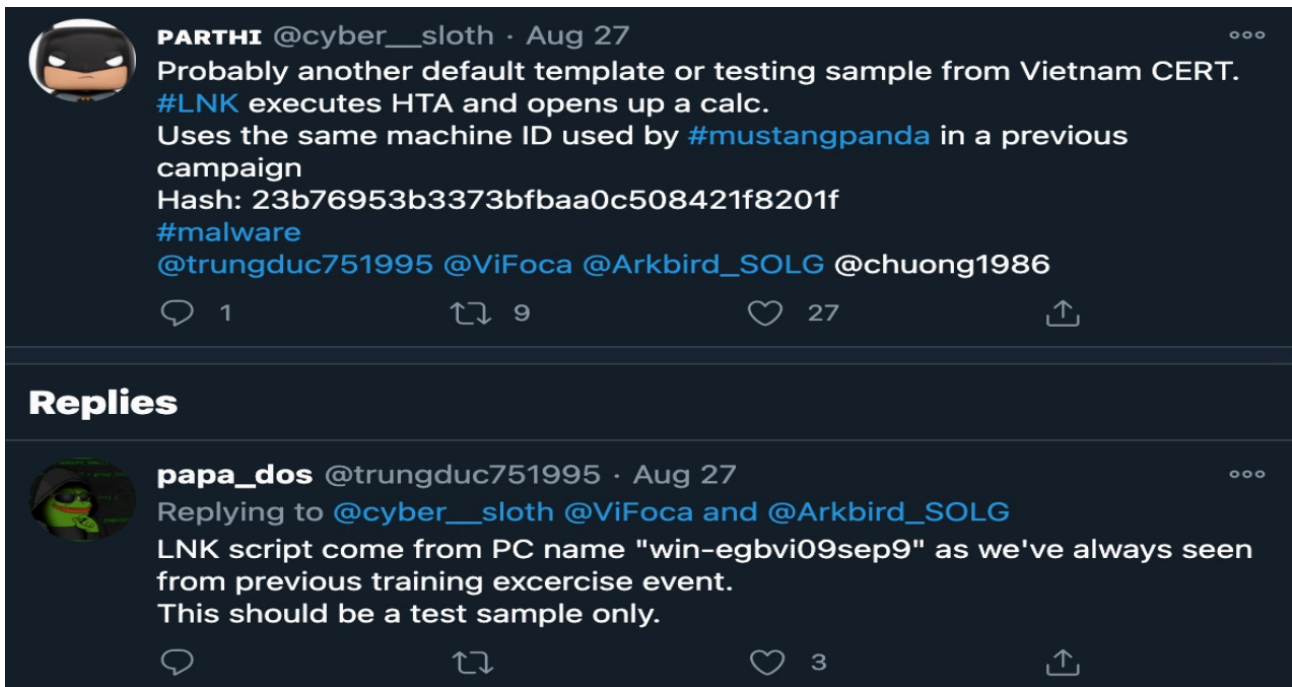 PARTHI @cyber__sloth · Aug 27
Probably another default template or testing sample from Vietnam CERT.
#LNK executes HTA and opens up a calc.
Uses the same machine ID used by #mustangpanda in a previous
campaign
Hash: 23b76953b3373bfbaa0c508421f8201f
#malware
@trungduc751995 @ViFoca @Arkbird_SOLG @chuong1986
1 9 27
Replies
papa_dos @trungduc751995 · Aug 27
Replying to @cyber__sloth @ViFoca and @Arkbird_SOLG
LNK script come from PC name "win-egbvi09sep9" as we've always seen
from previous training excercise event.
This should be a test sample only.
3